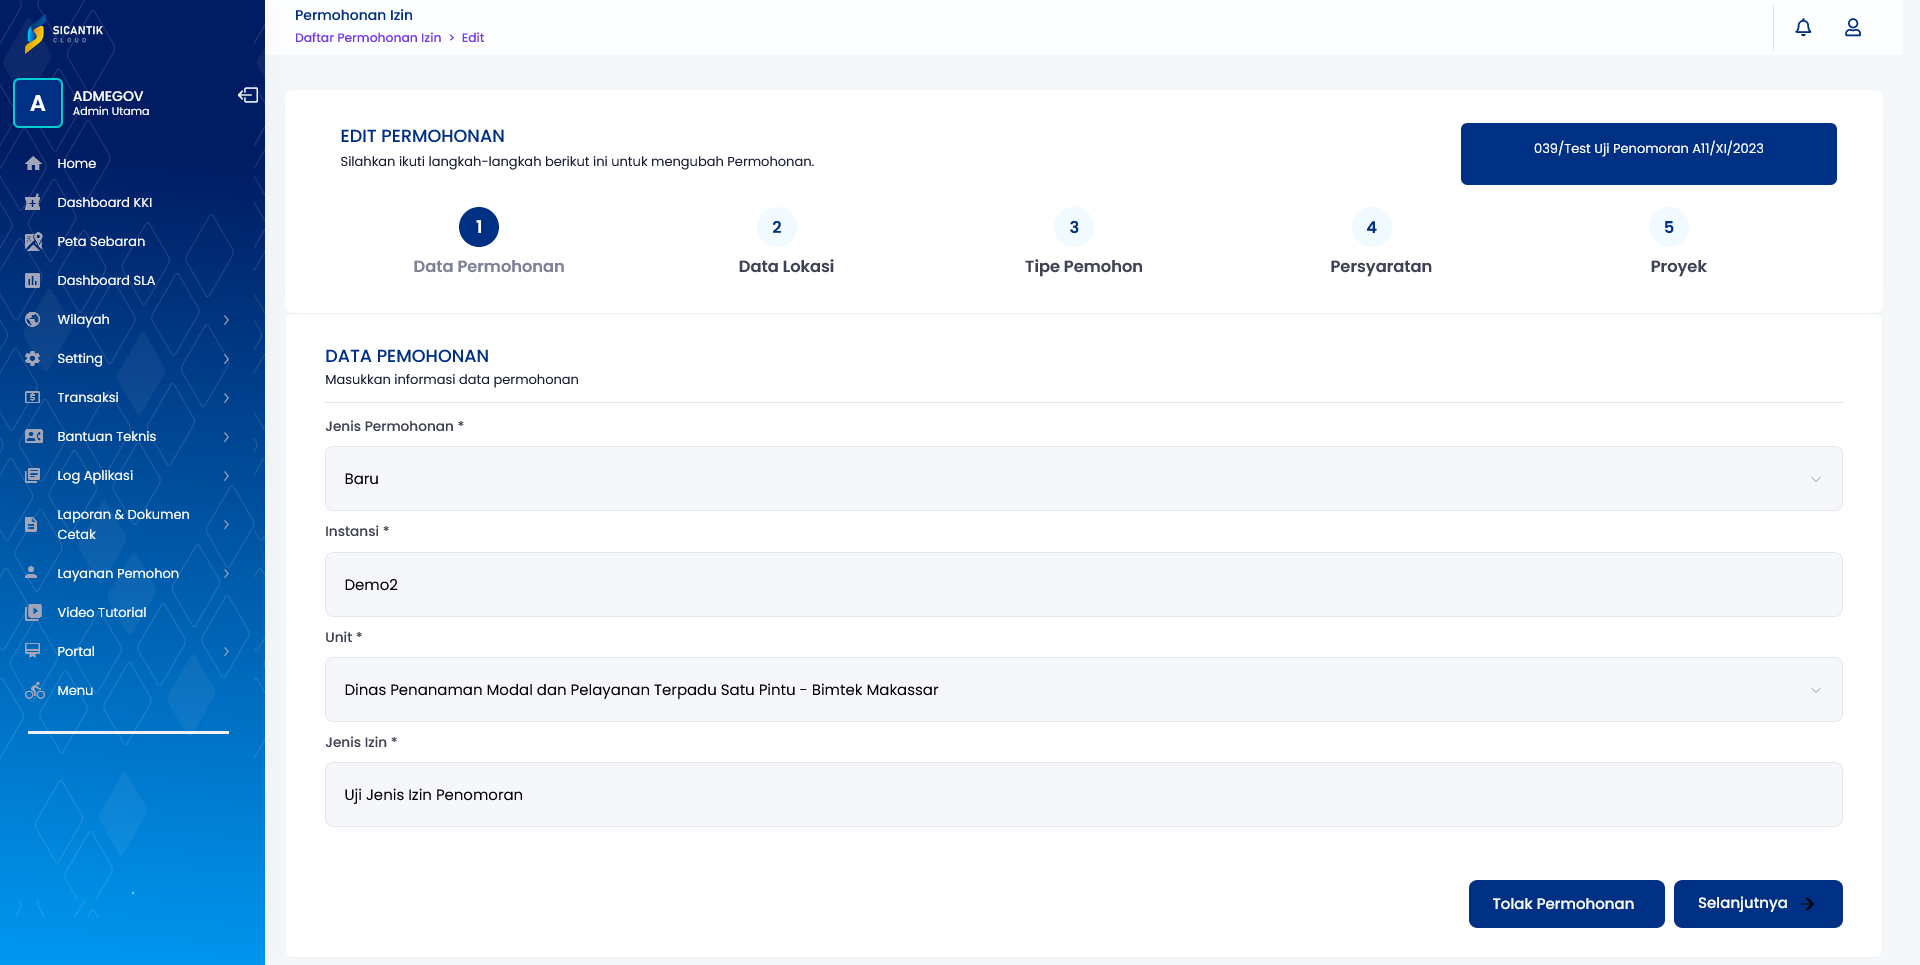 SICANTIK
CLOUD
A
ADMEGOV
Admin Utama
Home
Dashboard KKI
Peta Sebaran
Dashboard SLA
Wilayah
Setting
Transaksi
Bantuan Teknis
Log Aplikasi
Laporan & Dokumen
Cetak
Layanan Pemohon
Video Tutorial
Portal
Menu
Permohonan Izin
Daftar Permohonan Izin > Edit
EDIT PERMOHONAN
Silahkan ikuti langkah-langkah berikut ini untuk mengubah Permohonan.
039/Test Uji Penomoran A11/XI/2023
1 2 3 4 5
Data Permohonan Data Lokasi Tipe Pemohon Persyaratan Proyek
DATA PEMOHONAN
Masukkan informasi data permohonan
Jenis Permohonan *
Baru
Instansi *
Demo2
Unit *
Dinas Penanaman Modal dan Pelayanan Terpadu Satu Pintu - Bimtek Makassar
Jenis Izin *
Uji Jenis Izin Penomoran
Tolak Permohonan Selanjutnya →